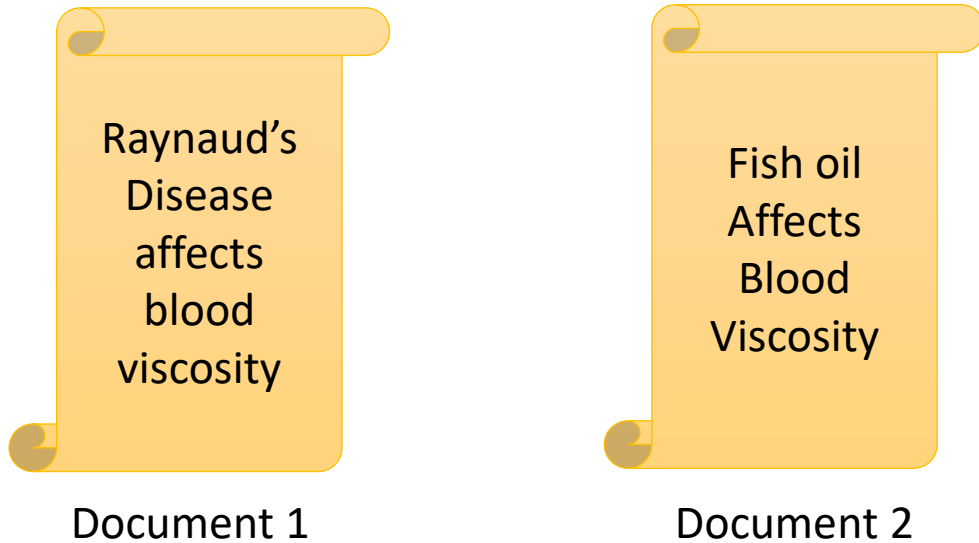 Raynaud’s
Disease
affects
blood
viscosity
Document 1
Fish oil
Affects
Blood
Viscosity
Document 2